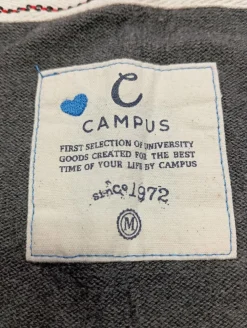 C
CAMPUS
FIRST SELECTION OF UNIVERSITY
GOODS CREATED FOR THE BEST
TIME OF YOUR LIFE BY CAMPUS
since 1972
M